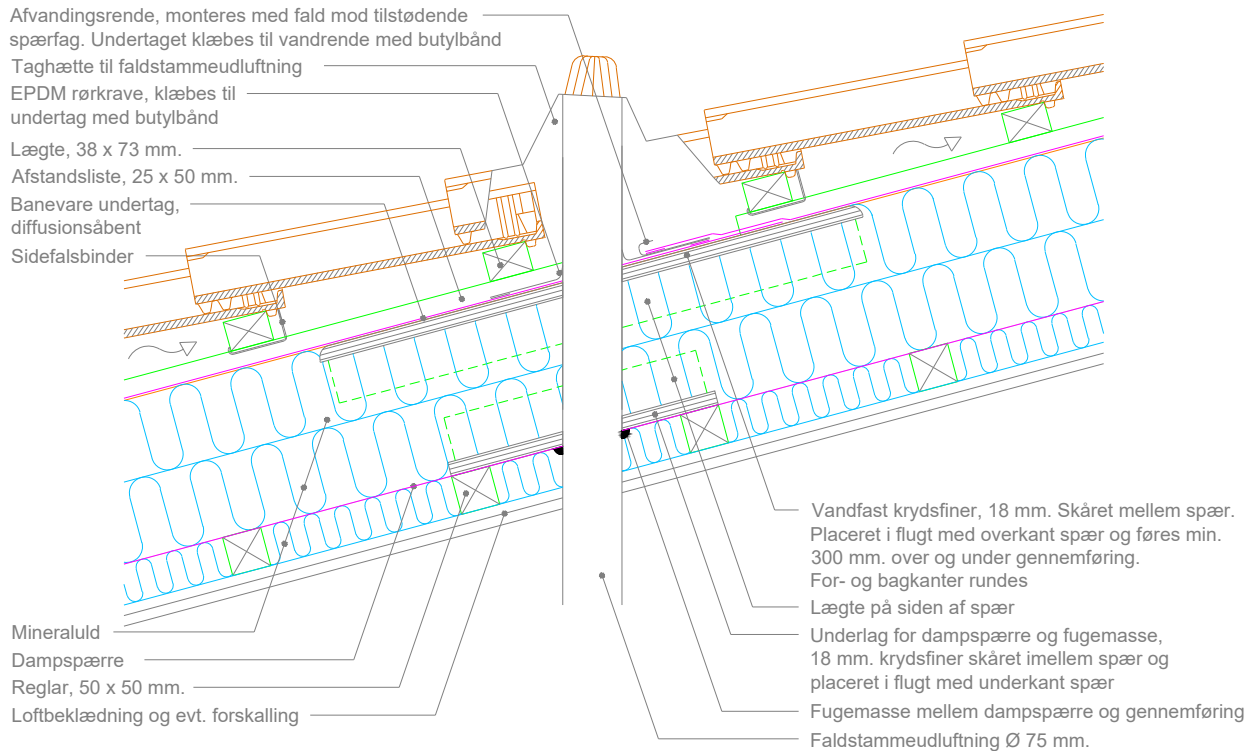 Afvandingsrende, monteres med fald mod tilstødende
spærfag. Undertaget klæbes til vandrende med butylbånd
Taghætte til faldstammeudluftning
EPDM rørkrave, klæbes til
undertag med butylbånd
Lægte, 38 x 73 mm.
Afstandsliste, 25 x 50 mm.
Banevare undertag,
diffusionsåbent
Sidefalsbinder
Mineraluld
Dampspærre
Reglar, 50 x 50 mm.
Loftbeklædning og evt. forskalling
Vandfast krydsfiner, 18 mm. Skåret mellem spær.
Placeret i flugt med overkant spær og føres min.
300 mm. over og under gennemføring.
For- og bagkanter rundes
Lægte på siden af spær
Underlag for dampspærre og fugemasse,
18 mm. krydsfiner skåret imellem spær og
placeret i flugt med underkant spær
Fugemasse mellem dampspærre og gennemføring
Faldstammeudluftning Ø 75 mm.